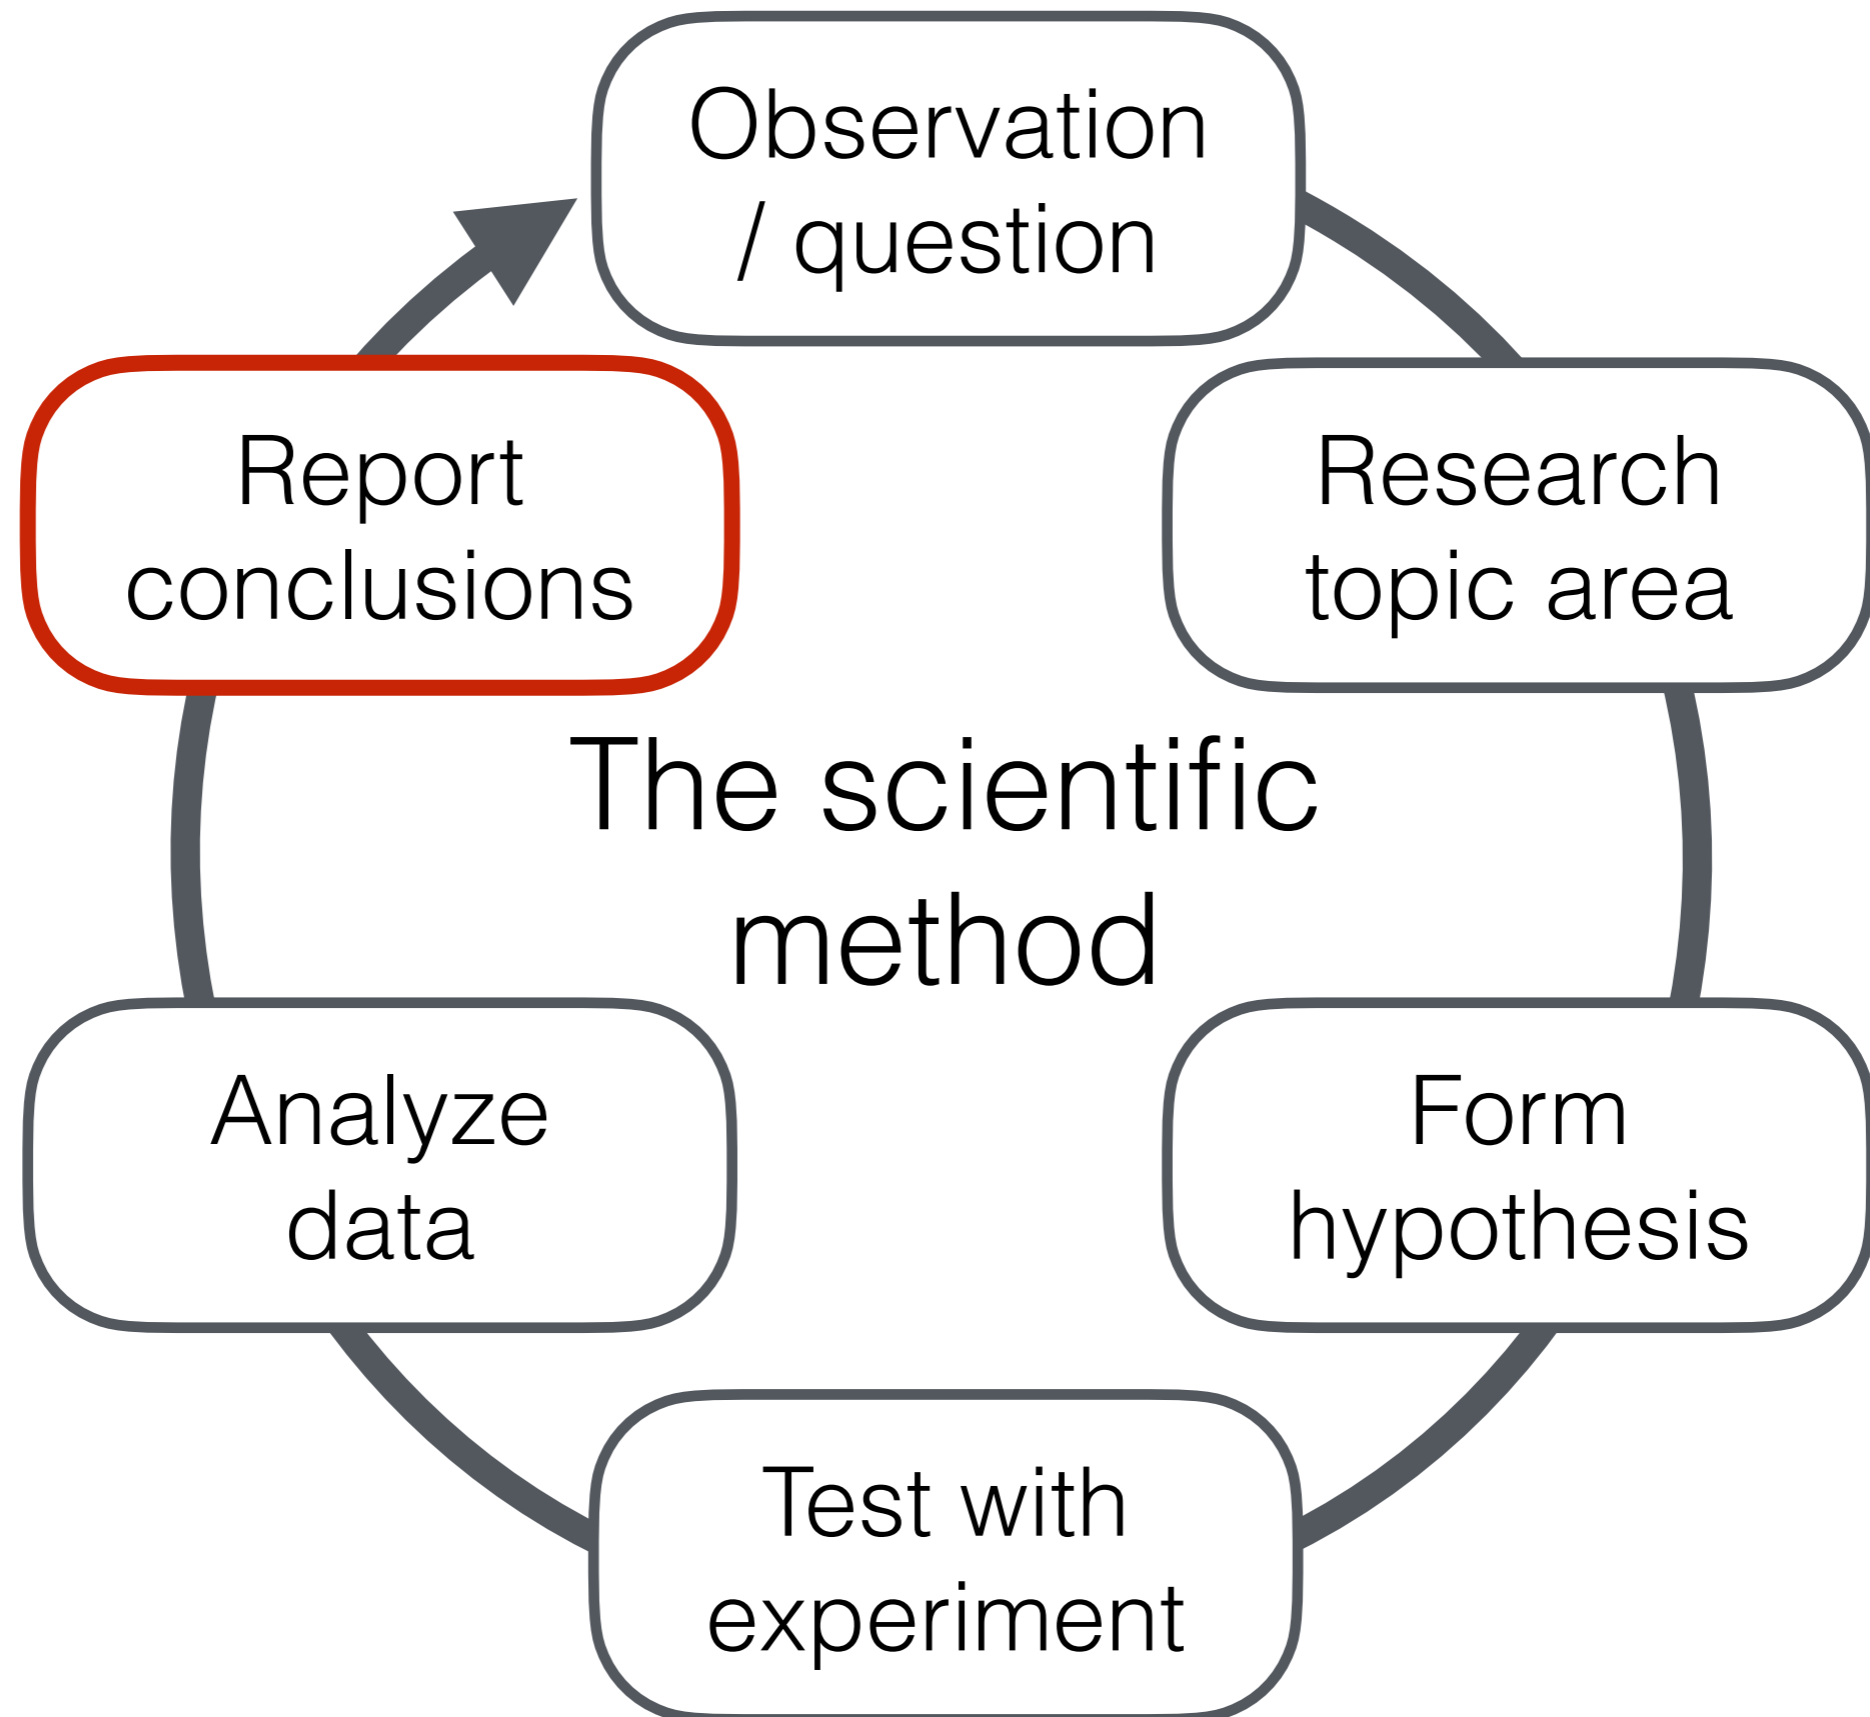 Observation
/ question
Research
topic area
Form
hypothesis
Test with
experiment
Analyze
data
Report
conclusions
The scientific
method